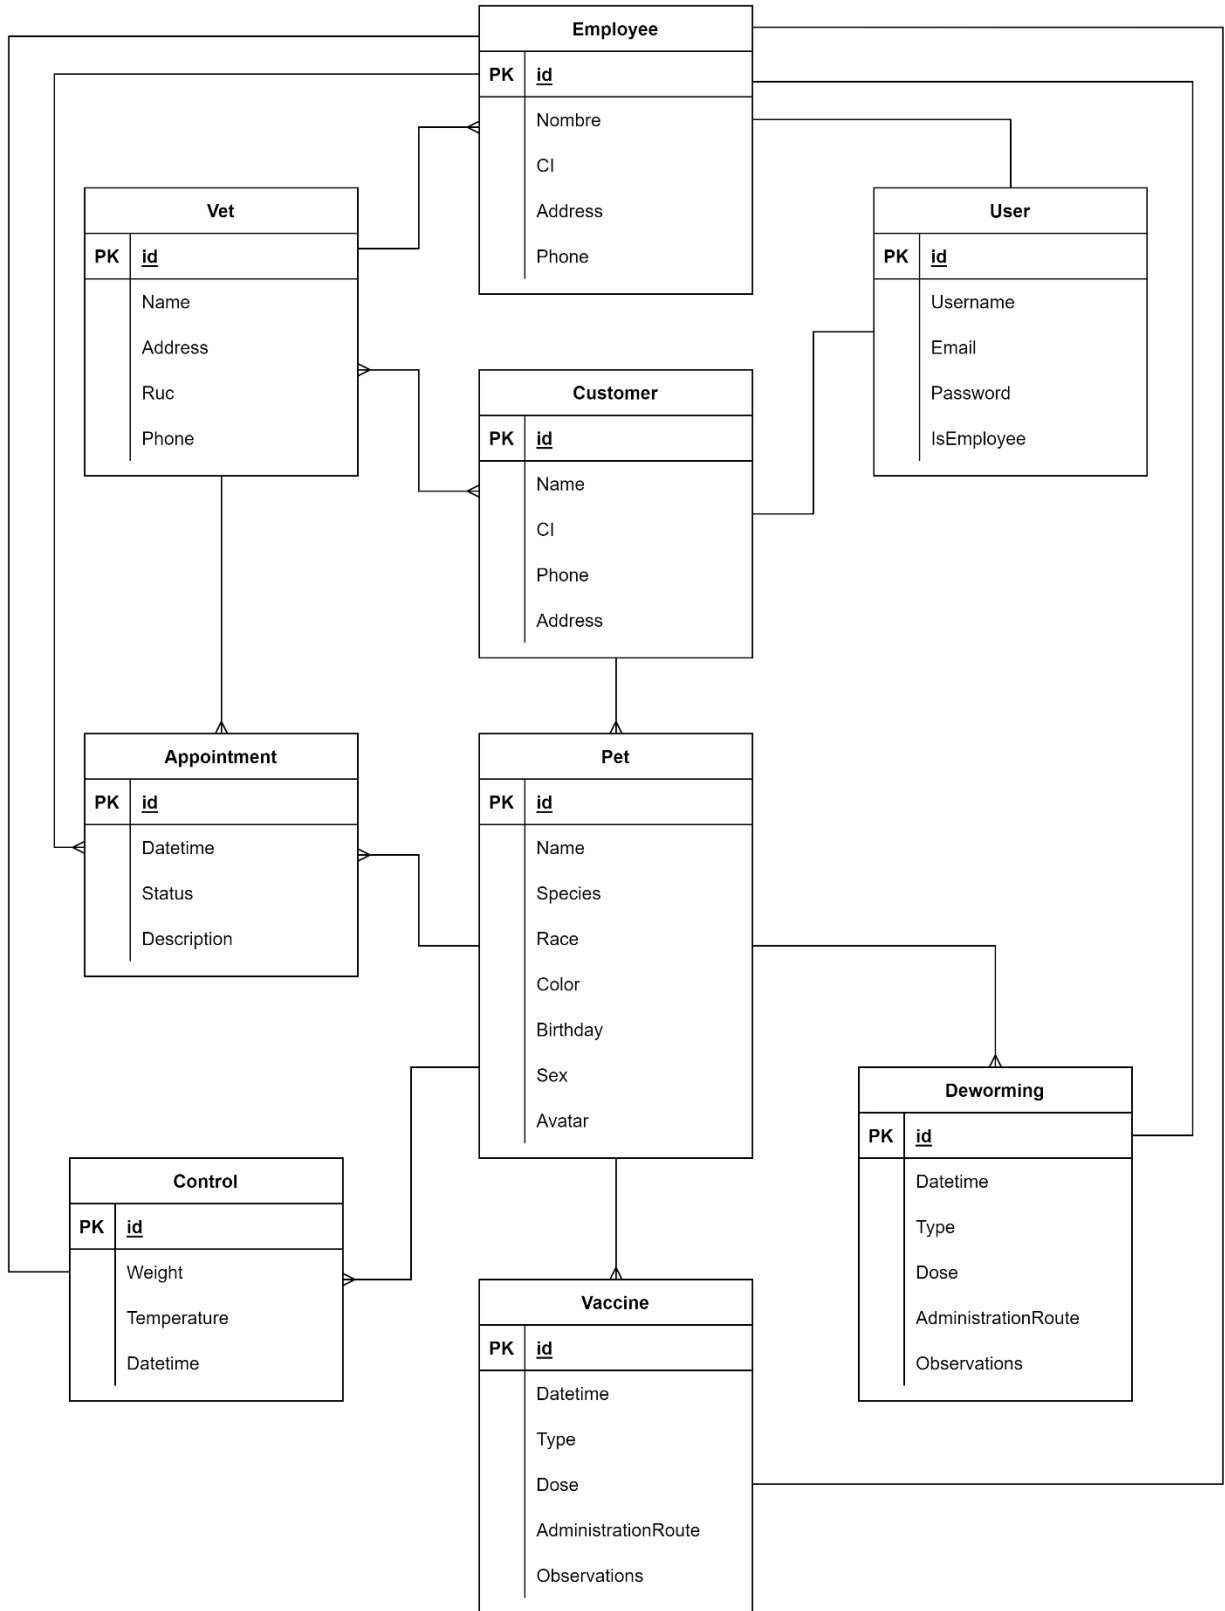 Employee
PK id
Nombre
CI
Address
Phone
Vet
PK id
Name
Address
Ruc
Phone
User
PK id
Username
Email
Password
IsEmployee
Customer
PK id
Name
CI
Phone
Address
Appointment
PK id
Datetime
Status
Description
Pet
PK id
Name
Species
Race
Color
Birthday
Sex
Avatar
Deworming
PK id
Datetime
Type
Dose
AdministrationRoute
Observations
Control
PK id
Weight
Temperature
Datetime
Vaccine
PK id
Datetime
Type
Dose
AdministrationRoute
Observations